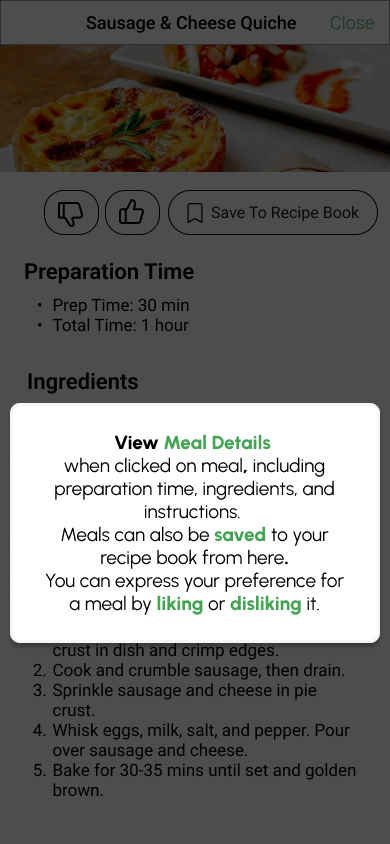 Sausage & Cheese Quiche
Close
Save To Recipe Book
Preparation Time
• Prep Time: 30 min
• Total Time: 1 hour
Ingredients
View Meal Details
when clicked on meal, including
preparation time, ingredients, and
instructions.
Meals can also be saved to your
recipe book from here.
You can express your preference for
a meal by liking or disliking it.
crust in dish and crimp edges.
2. Cook and crumble sausage, then drain.
3. Sprinkle sausage and cheese in pie
crust.
4. Whisk eggs, milk, salt, and pepper. Pour
over sausage and cheese.
5. Bake for 30-35 mins until set and golden
brown.